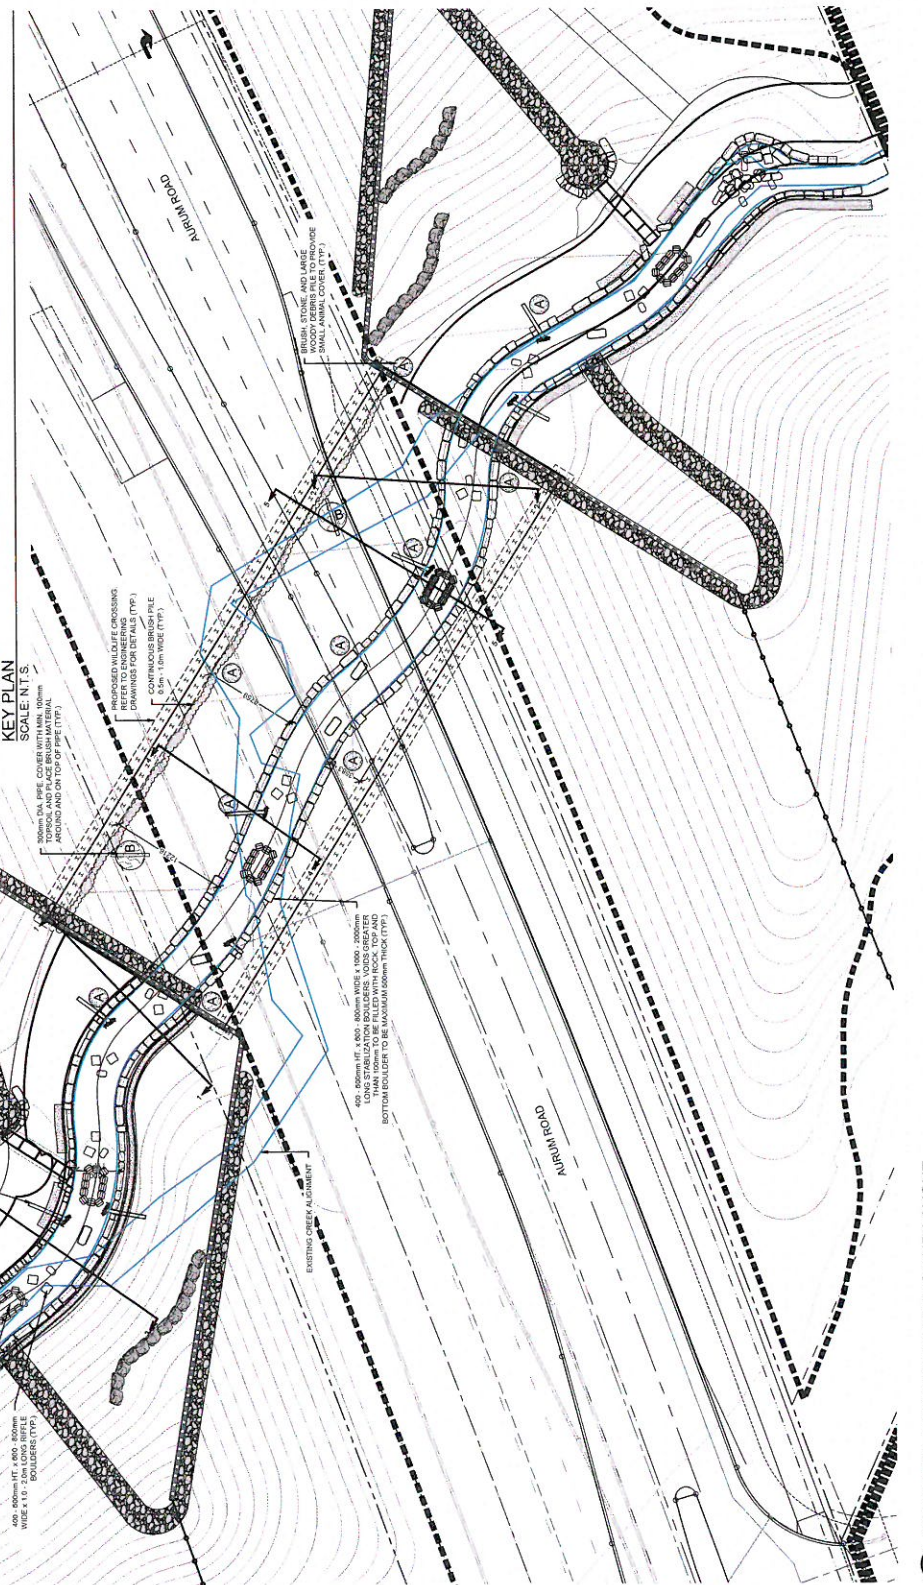 KEY PLAN
SCALE: N.T.S.
300mm DIA. PIPE. COVER WITH MIN. 100mm
TOPSOIL AND PLACE BRUSH MATERIAL
AROUND AND ON TOP OF PIPE (TYP.)
PROPOSED WILDLIFE CROSSING.
REFER TO ENGINEERING
DRAWINGS FOR DETAILS (TYP.)
CONTINUOUS BRUSH PILE
0.5m - 1.0m WIDE (TYP.)
BRUSH, STONE, AND LARGE
WOODY DEBRIS PILE TO PROVIDE
SMALL ANIMAL COVER. (TYP.)
AURUM ROAD
400 - 600mm HT. x 600 - 800mm WIDE x 1000 - 2000mm
LONG STABILIZATION BOULDERS. VOIDS GREATER
THAN 100mm TO BE FILLED WITH ROCK. TOP AND
BOTTOM BOULDER TO BE MAXIMUM 600mm THICK (TYP.)
EXISTING CREEK ALIGNMENT
AURUM ROAD
400 - 600mm HT. x 600 - 800mm
WIDE x 1.0 - 2.0m LONG RIFFLE
BOULDERS (TYP.)
A
A
B
A
A
A
A
A
B
A
A
A
A